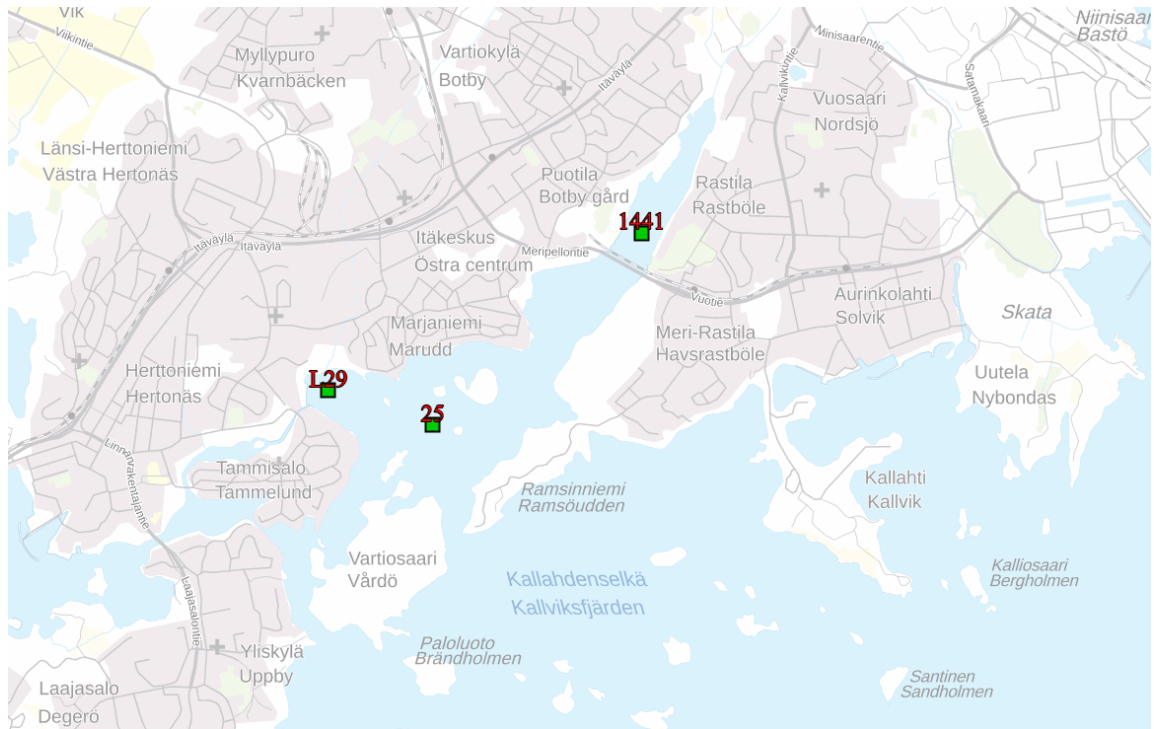 Vik
Viikintie
Myllypuro
Kvarnbäcken
Vartiokylä
Botby
Itäväylä
Kallvikintie
Niinisaarentie
Niinisaar
Bastö
Satamakaari
Vuosaari
Nordsjö
Länsi-Herttoniemi
Västra Hertonäs
Puotila
Botby gård
Rastila
Rastböle
1441
Itäväylä
Itäväylä
Itäkeskus
Östra centrum
Meripellontie
Vuotie
Aurinkolahti
Solvik
Skata
Marjaniemi
Marudd
Meri-Rastila
Havsrastböle
Herttoniemi
Hertonäs
L29
25
Uutela
Nybondas
Linnanrakentajantie
Tammisalo
Tammelund
Ramsinniemi
Ramsöudden
Kallahti
Kallvik
Vartiosaari
Vårdö
Kallahdenselkä
Kallviksfjärden
Kalliosaari
Bergholmen
Laajasalontie
Yliskylä
Uppby
Paloluoto
Brändholmen
Laajasalo
Degerö
Santinen
Sandholmen